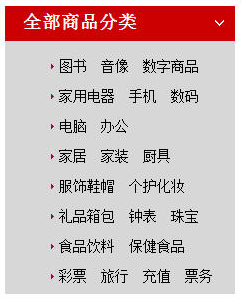 全部商品分类
图书 音像 数字商品
家用电器 手机 数码
电脑 办公
家居 家装 厨具
服饰鞋帽 个护化妆
礼品箱包 钟表 珠宝
食品饮料 保健食品
彩票 旅行 充值 票务